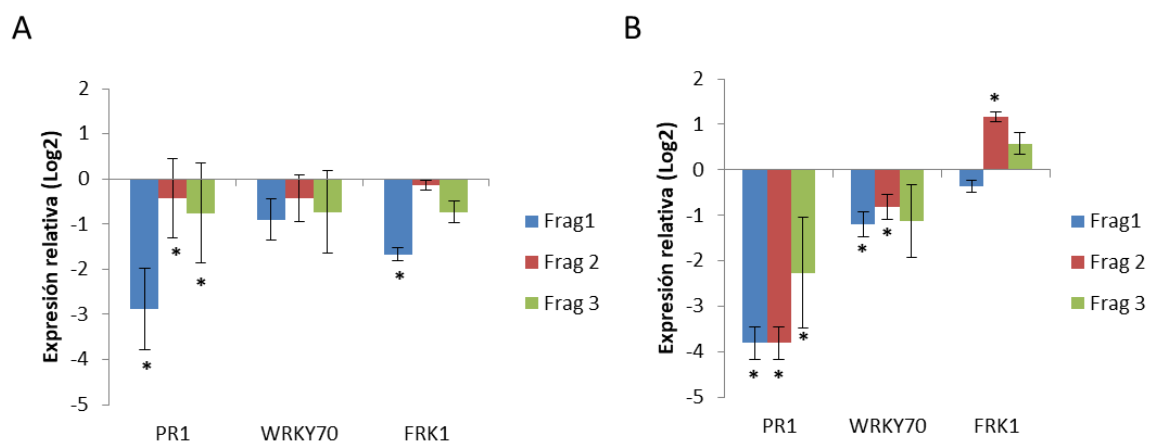 A
Expresión relativa (Log2)
2
1
0
-1
-2
-3
-4
-5
*
*
*
*
PR1
WRKY70
FRK1
Frag1
Frag 2
Frag 3
B
Expresión relativa (Log2)
2
1
0
-1
-2
-3
-4
-5
*
*
*
*
*
*
PR1
WRKY70
FRK1
Frag1
Frag 2
Frag 3